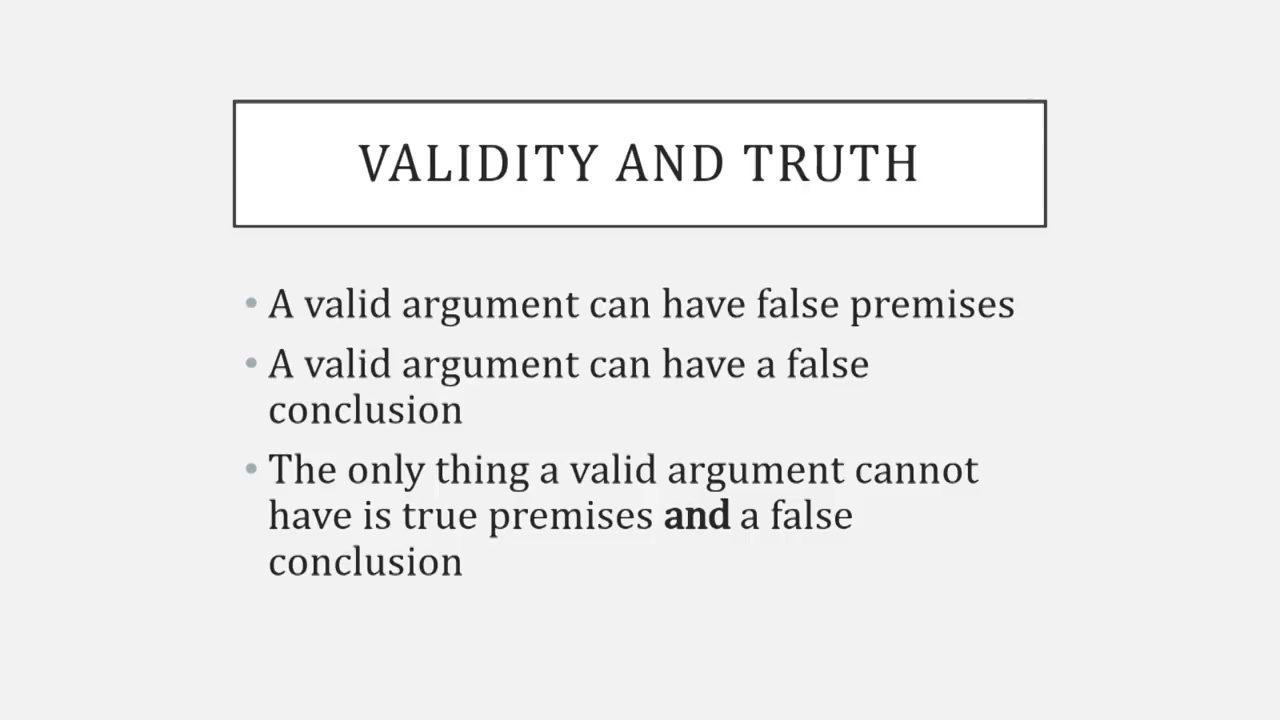 VALIDITY AND TRUTH
• A valid argument can have false premises
• A valid argument can have a false
conclusion
• The only thing a valid argument cannot
have is true premises and a false
conclusion